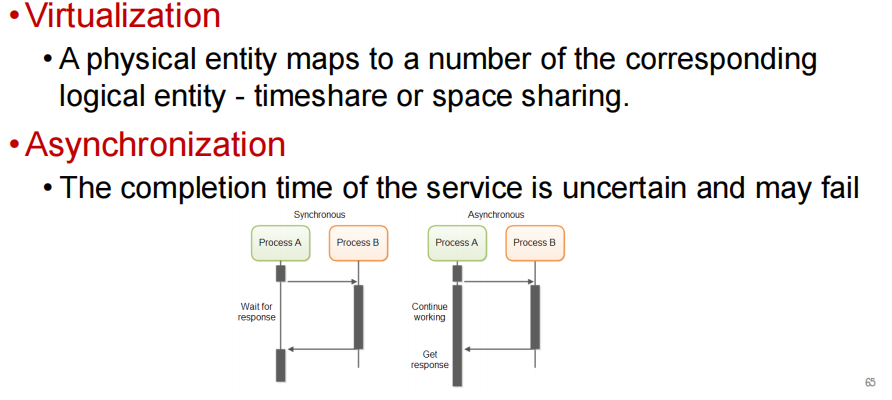 •Virtualization
• A physical entity maps to a number of the corresponding
logical entity - timeshare or space sharing.
•Asynchronization
• The completion time of the service is uncertain and may fail
Synchronous
Asynchronous
Process A
Process B
Process A
Process B
Wait for
response
Continue
working
Get
response
65